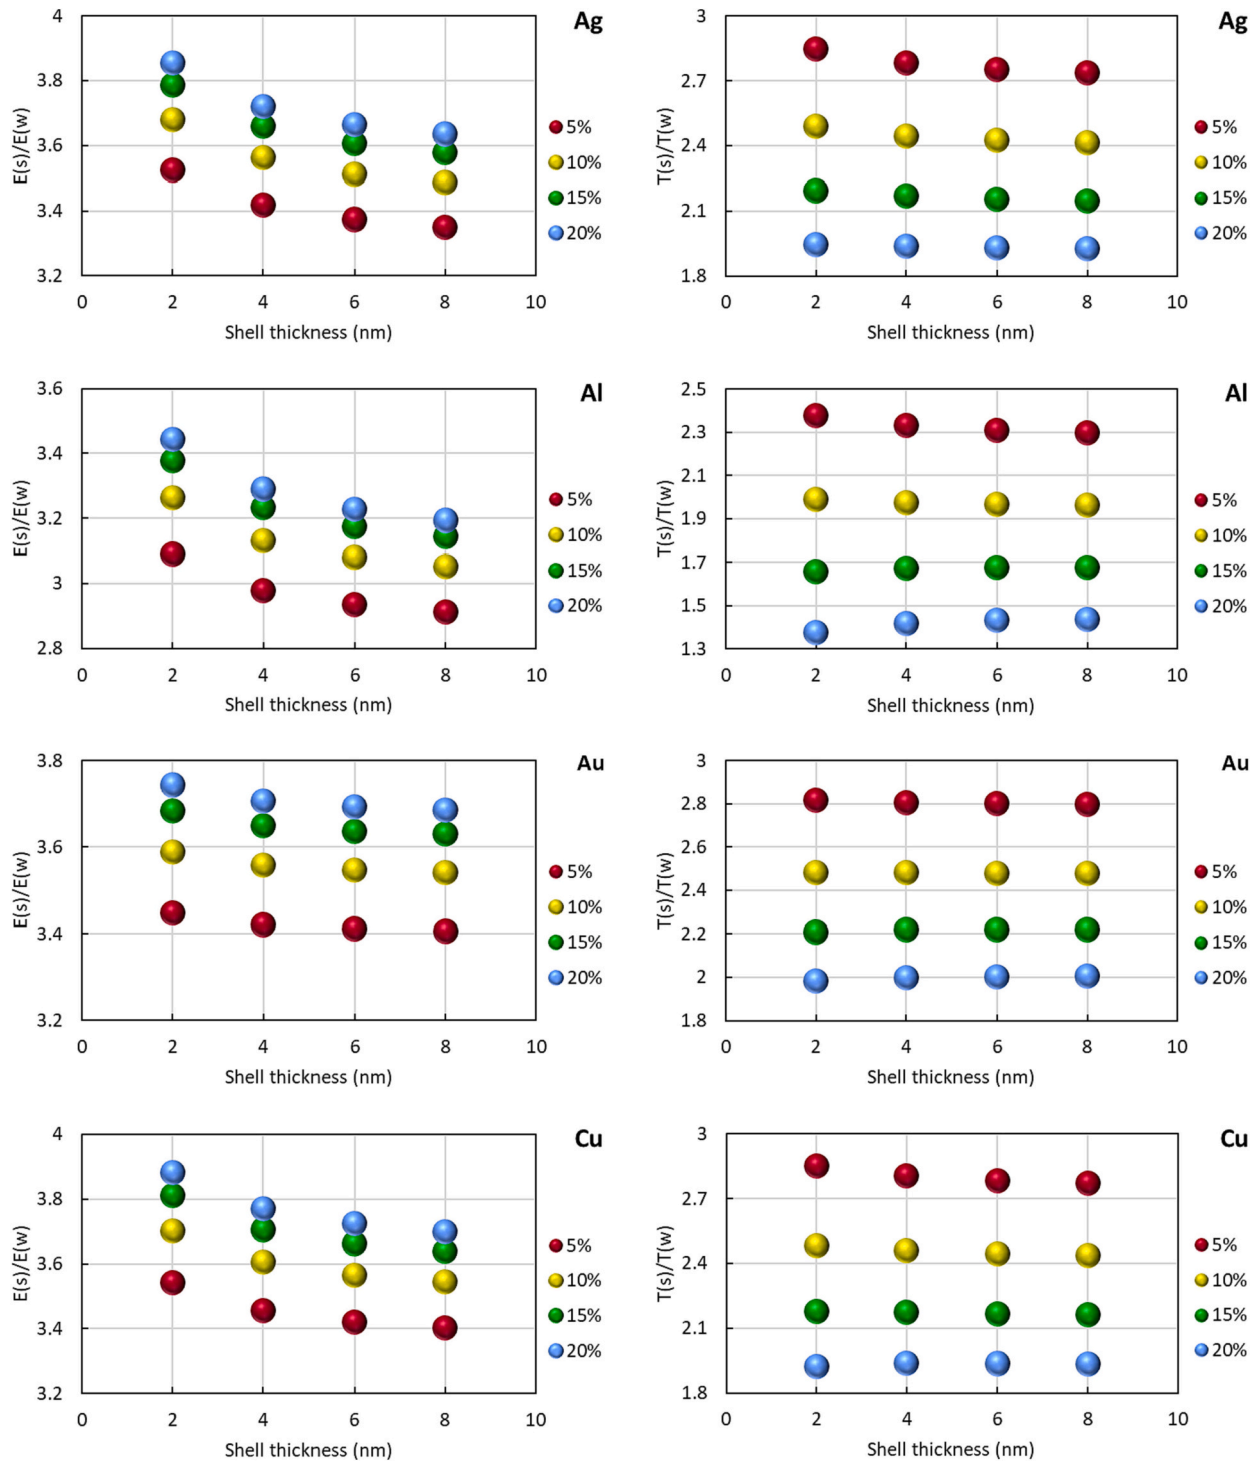 Ag
E(s)/E(w)
4
3.8
3.6
3.4
3.2
0 2 4 6 8 10
Shell thickness (nm)
5%
10%
15%
20%
Ag
T(s)/T(w)
3
2.7
2.4
2.1
1.8
0 2 4 6 8 10
Shell thickness (nm)
5%
10%
15%
20%
Al
E(s)/E(w)
3.6
3.4
3.2
3
2.8
0 2 4 6 8 10
Shell thickness (nm)
5%
10%
15%
20%
Al
T(s)/T(w)
2.5
2.3
2.1
1.9
1.7
1.5
1.3
0 2 4 6 8 10
Shell thickness (nm)
5%
10%
15%
20%
Au
E(s)/E(w)
3.8
3.6
3.4
3.2
0 2 4 6 8 10
Shell thickness (nm)
5%
10%
15%
20%
Au
T(s)/T(w)
3
2.8
2.6
2.4
2.2
2
1.8
0 2 4 6 8 10
Shell thickness (nm)
5%
10%
15%
20%
Cu
E(s)/E(w)
4
3.8
3.6
3.4
3.2
0 2 4 6 8 10
Shell thickness (nm)
5%
10%
15%
20%
Cu
T(s)/T(w)
3
2.7
2.4
2.1
1.8
0 2 4 6 8 10
Shell thickness (nm)
5%
10%
15%
20%